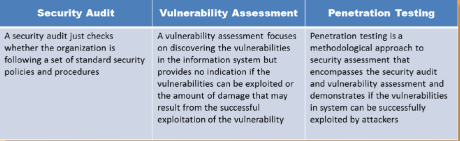 Security Audit
Vulnerability Assessment
Penetration Testing
A security audit just checks
whether the organization is
following a set of standard security
policies and procedures
A vulnerability assessment focuses
on discovering the vulnerabilities
in the information system but
provides no indication if the
vulnerabilities can be exploited or
the amount of damage that may
result from the successful
exploitation of the vulnerability
Penetration testing is a
methodological approach to
security assessment that
encompasses the security audit
and vulnerability assessment and
demonstrates if the vulnerabilities
in system can be successfully
exploited by attackers